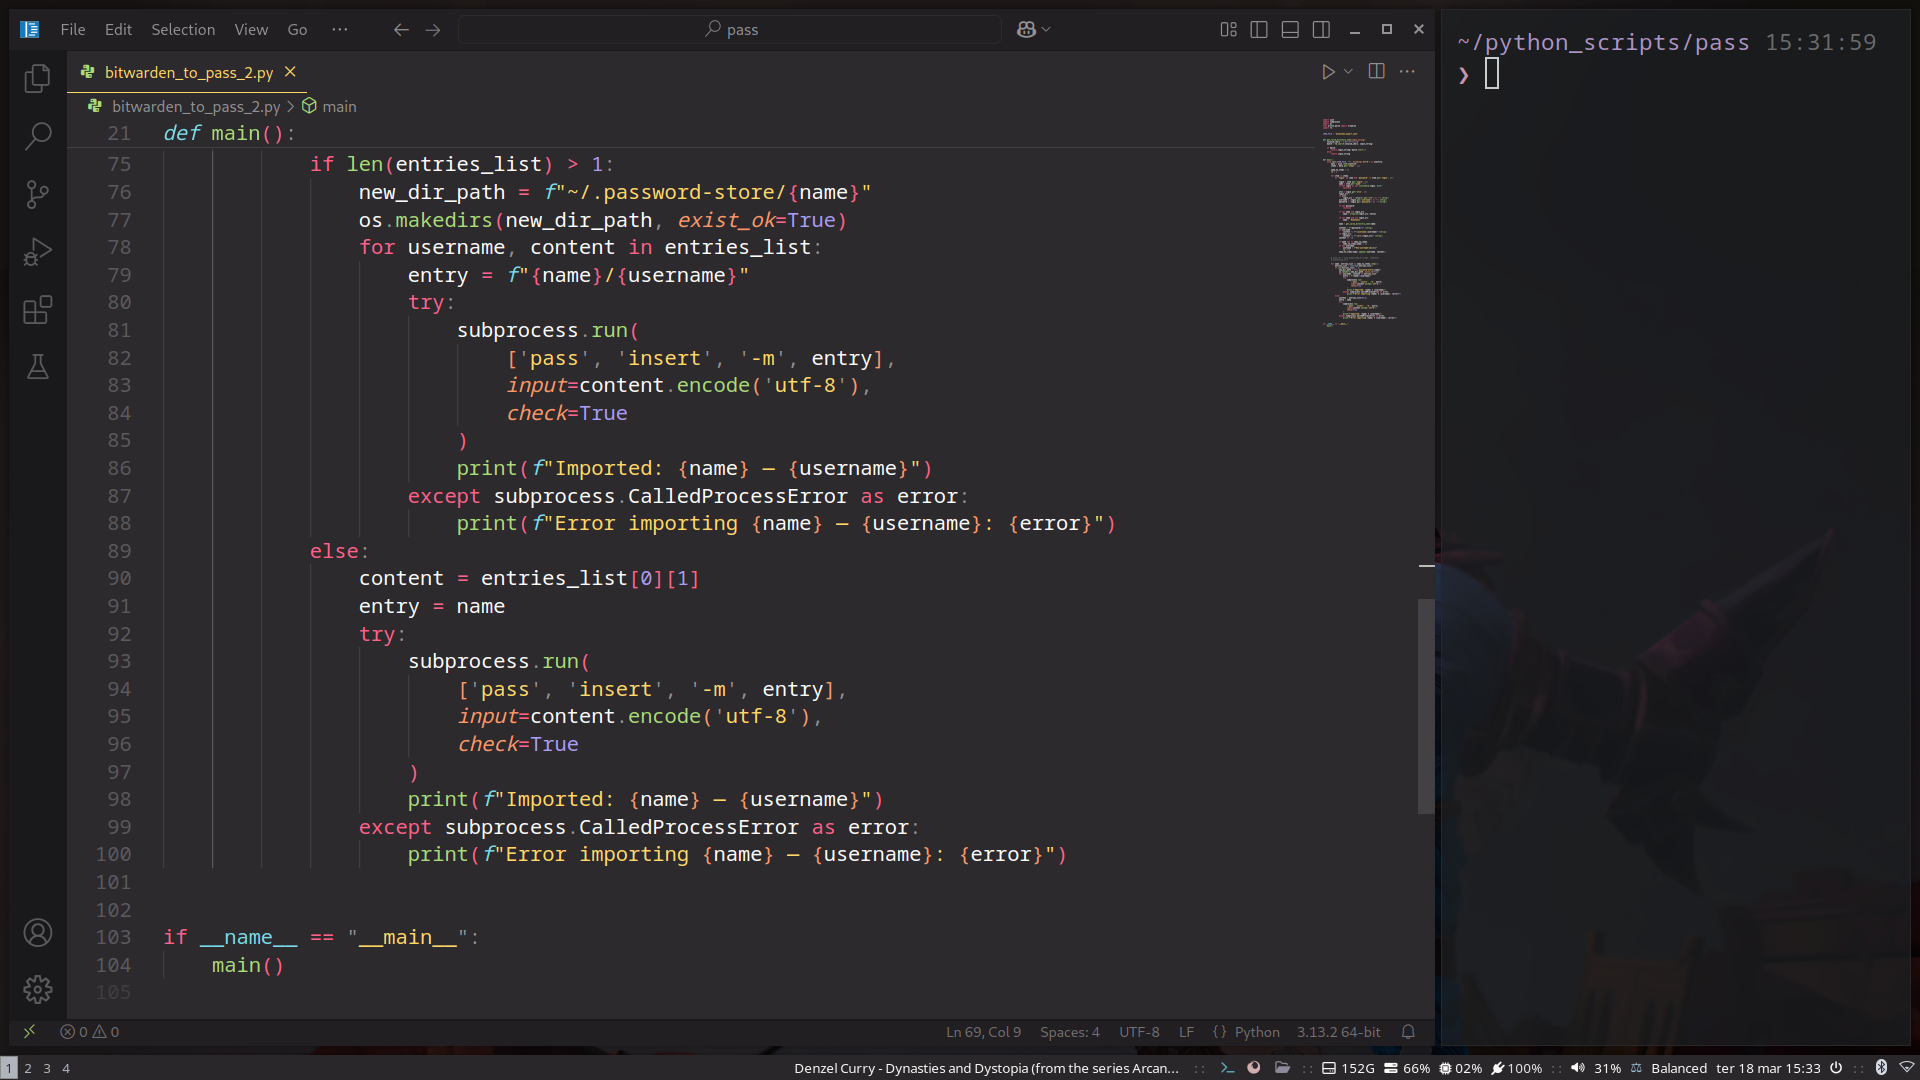 File Edit Selection View Go ···
pass
bitwarden_to_pass_2.py
bitwarden_to_pass_2.py > main
21 def main():
75 if len(entries_list) > 1:
76 new_dir_path = f"~/.password-store/{name}"
77 os.makedirs(new_dir_path, exist_ok=True)
78 for username, content in entries_list:
79 entry = f"{name}/{username}"
80 try:
81 subprocess.run(
82 ['pass', 'insert', '-m', entry],
83 input=content.encode('utf-8'),
84 check=True
85 )
86 print(f"Imported: {name} – {username}")
87 except subprocess.CalledProcessError as error:
88 print(f"Error importing {name} – {username}: {error}")
89 else:
90 content = entries_list[0][1]
91 entry = name
92 try:
93 subprocess.run(
94 ['pass', 'insert', '-m', entry],
95 input=content.encode('utf-8'),
96 check=True
97 )
98 print(f"Imported: {name} – {username}")
99 except subprocess.CalledProcessError as error:
100 print(f"Error importing {name} – {username}: {error}")
101
102
103 if __name__ == "__main__":
104 main()
105
0 0
Ln 69, Col 9 Spaces: 4 UTF-8 LF {} Python 3.13.2 64-bit
~/python_scripts/pass 15:31:59
❯
1 2 3 4
Denzel Curry - Dynasties and Dystopia (from the series Arcan... :: :: 152G 66% 02% 100% :: 31% Balanced ter 18 mar 15:33 ::